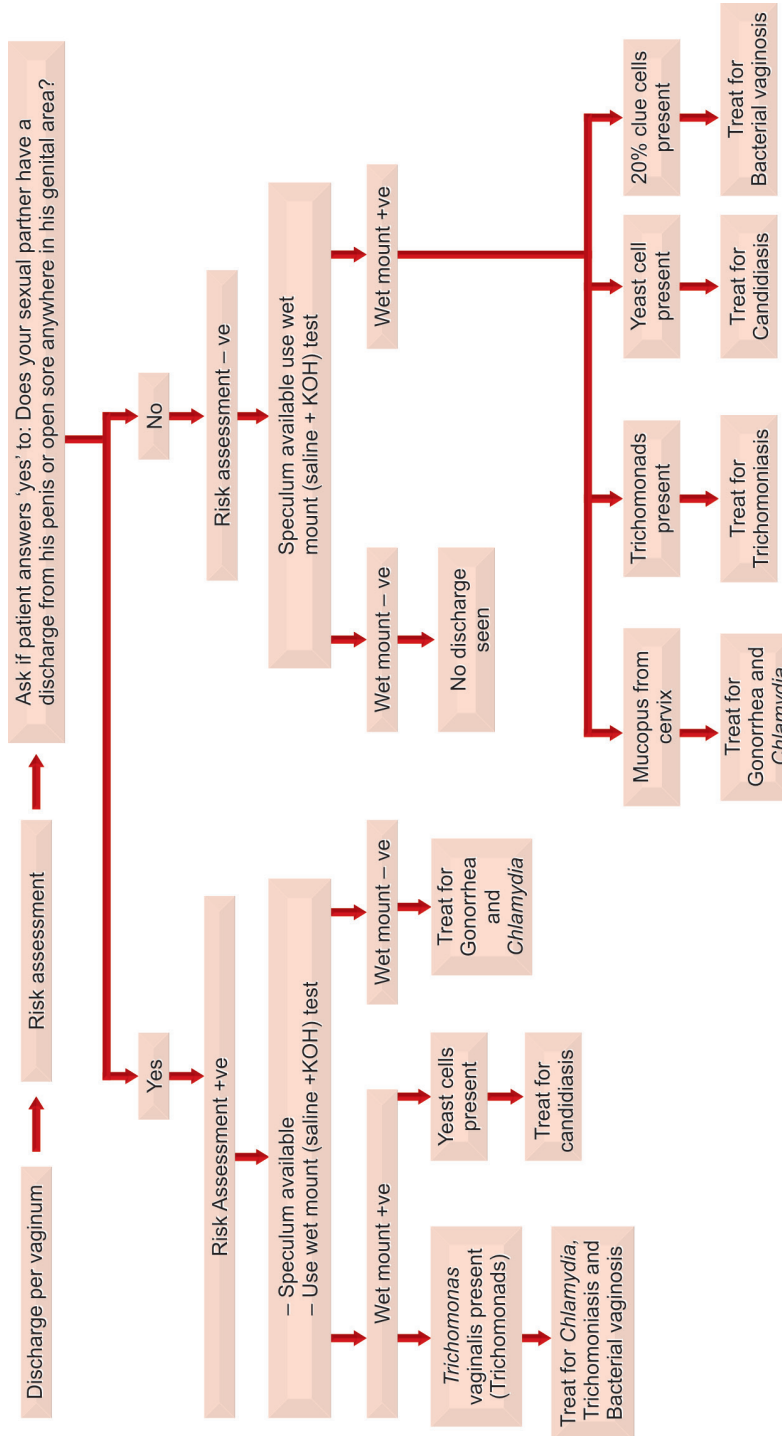 Discharge per vaginum
Risk assessment
Ask if patient answers ‘yes’ to: Does your sexual partner have a
discharge from his penis or open sore anywhere in his genital area?
Yes
No
Risk Assessment +ve
Risk assessment – ve
– Speculum available
– Use wet mount (saline +KOH) test
Speculum available use wet
mount (saline + KOH) test
Wet mount +ve
Wet mount – ve
Wet mount – ve
Wet mount +ve
Trichomonas
vaginalis present
(Trichomonads)
Yeast cells
present
Treat for
Gonorrhea
and
Chlamydia
No discharge
seen
Treat for Chlamydia,
Trichomoniasis and
Bacterial vaginosis
Treat for
candidiasis
Mucopus from
cervix
Trichomonads
present
Yeast cell
present
20% clue cells
present
Treat for
Gonorrhea and
Chlamydia
Treat for
Trichomoniasis
Treat for
Candidiasis
Treat for
Bacterial vaginosis